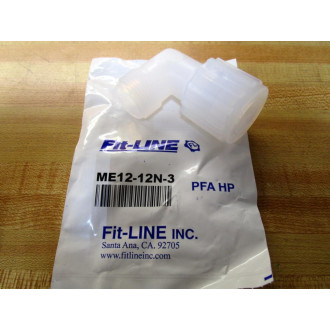 Fit-LINE
ME12-12N-3
PFA HP
Fit-LINE INC.
Santa Ana, CA. 92705
www.fitlineinc.com